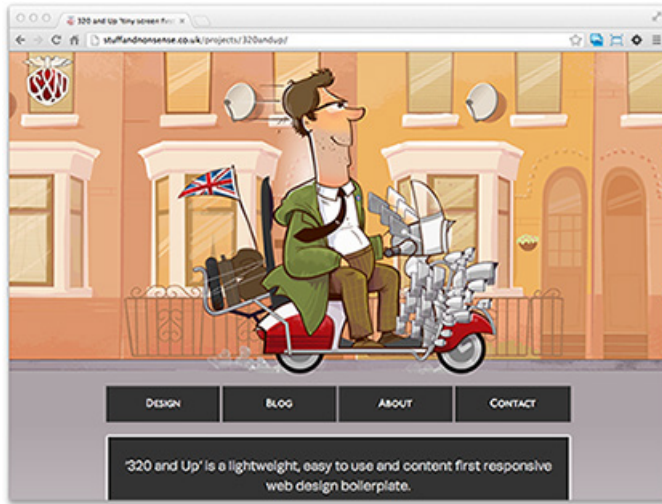 320 and Up 'tiny screen first
stuffandnonsense.co.uk/projects/320andup/
DESIGN
BLOG
ABOUT
CONTACT
'320 and Up' is a lightweight, easy to use and content first responsive
web design boilerplate.